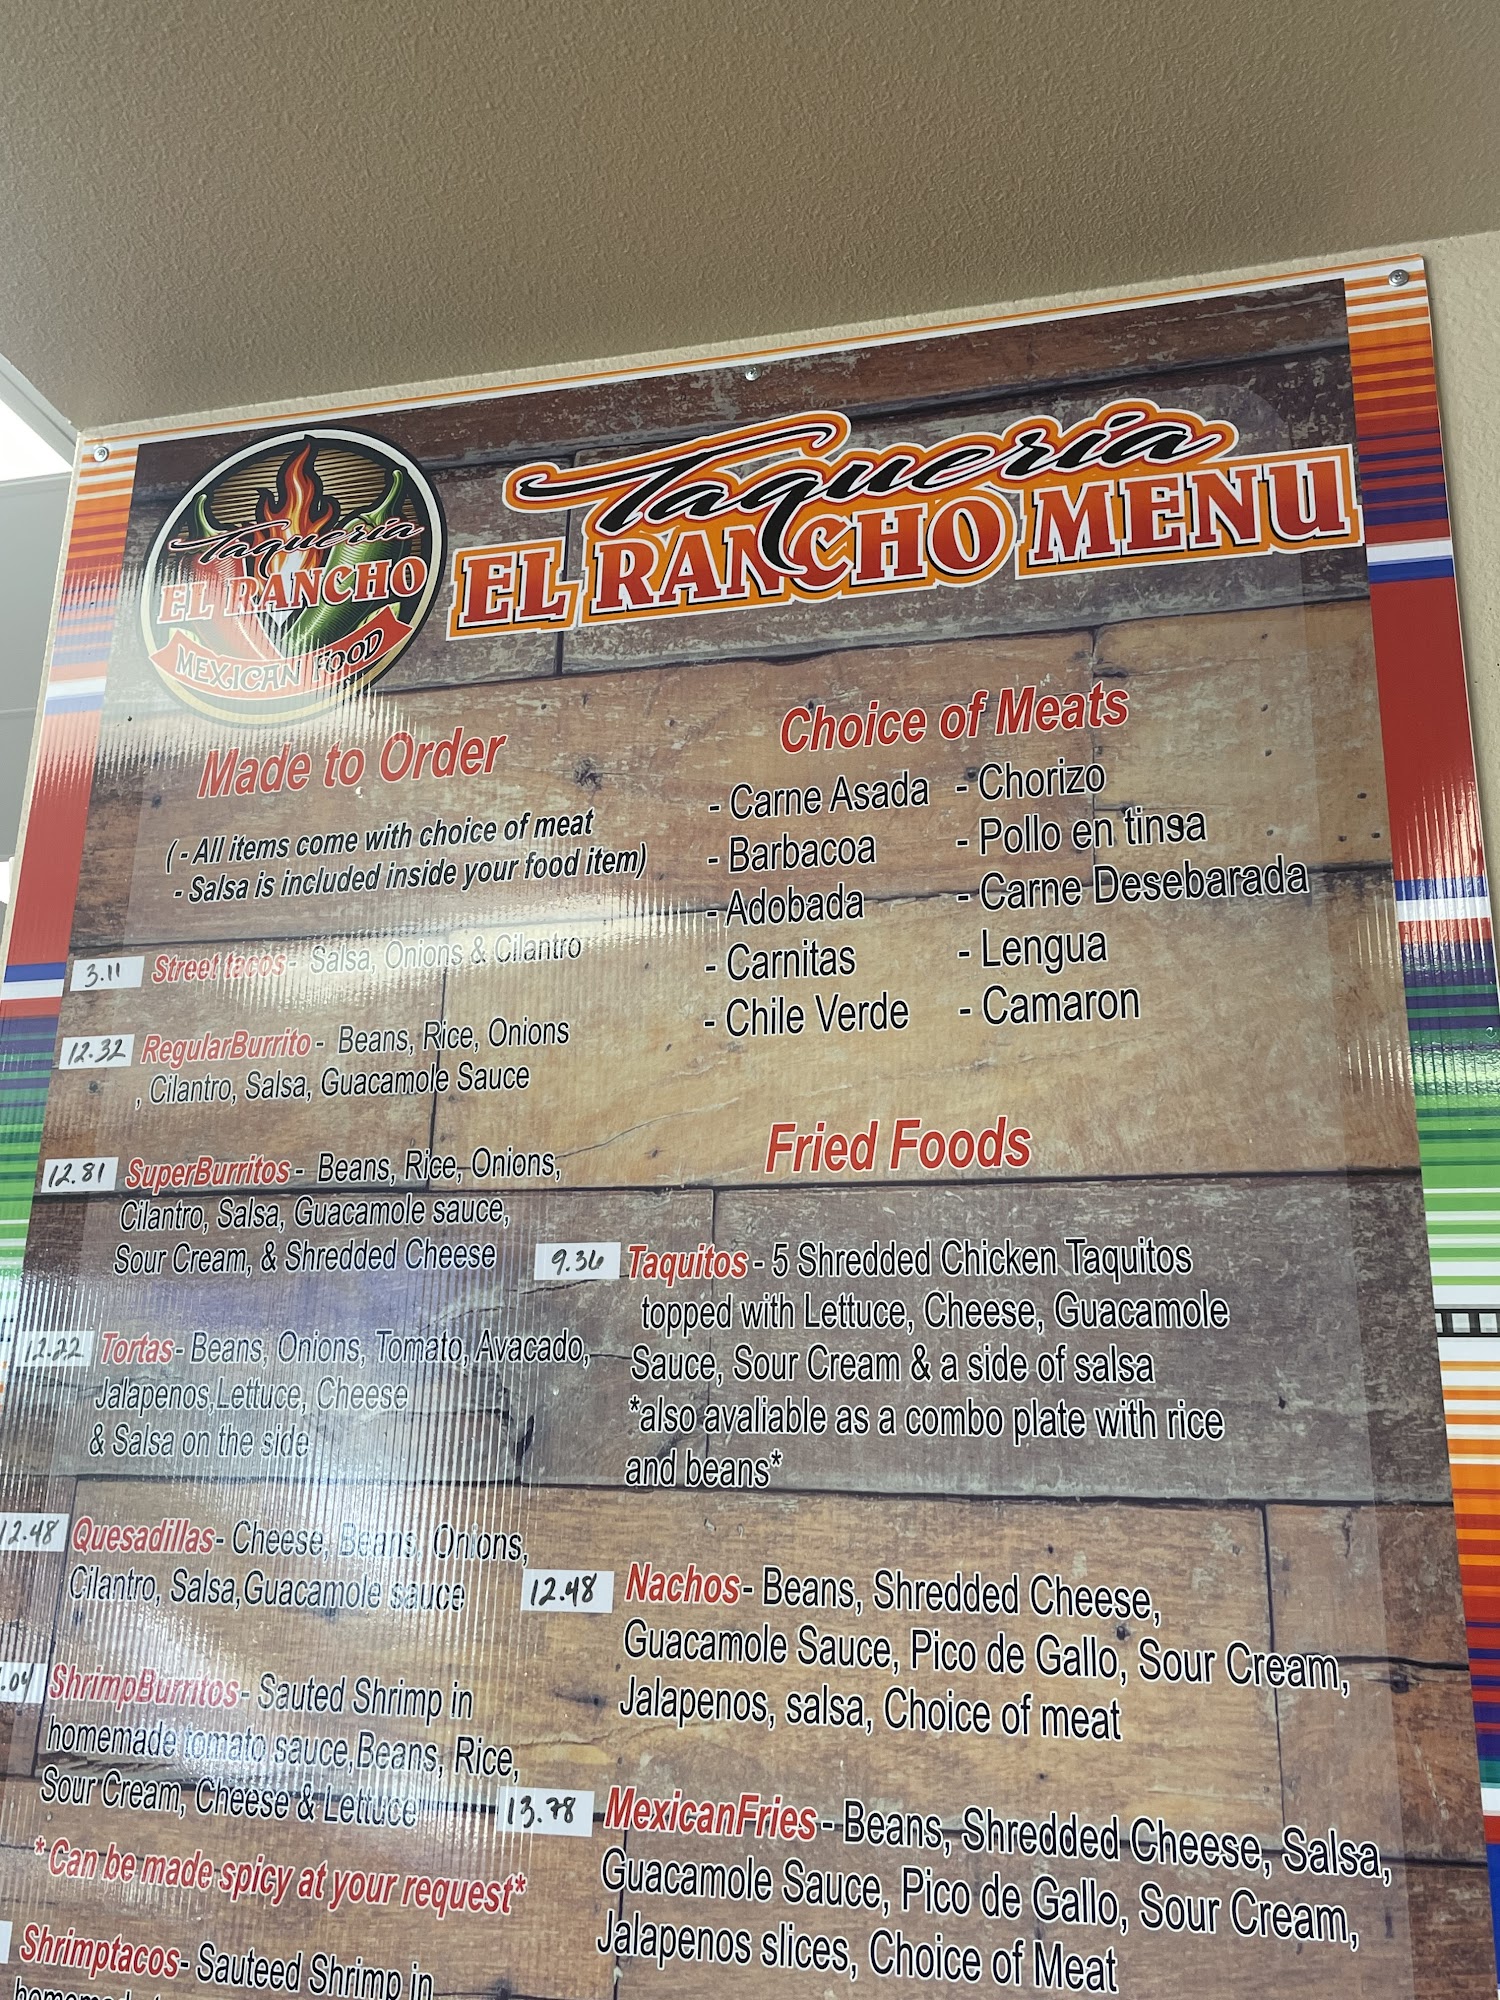 Taqueria
EL RANCHO
MEXICAN FOOD
Taqueria
EL RANCHO MENU
Made to Order
( - All items come with choice of meat
- Salsa is included inside your food item)
3.11 Street tacos - Salsa, Onions & Cilantro
12.32 RegularBurrito - Beans, Rice, Onions
, Cilantro, Salsa, Guacamole Sauce
12.81 SuperBurritos - Beans, Rice, Onions,
Cilantro, Salsa, Guacamole sauce,
Sour Cream, & Shredded Cheese
12.22 Tortas - Beans, Onions, Tomato, Avacado,
Jalapenos,Lettuce, Cheese
& Salsa on the side
12.48 Quesadillas - Cheese, Beans, Onions,
Cilantro, Salsa,Guacamole sauce
.04 ShrimpBurritos - Sauted Shrimp in
homemade tomato sauce,Beans, Rice,
Sour Cream, Cheese & Lettuce
*Can be made spicy at your request*
Shrimptacos - Sauteed Shrimp in
Choice of Meats
- Carne Asada
- Barbacoa
- Adobada
- Carnitas
- Chile Verde
- Chorizo
- Pollo en tinga
- Carne Desebarada
- Lengua
- Camaron
Fried Foods
9.36 Taquitos - 5 Shredded Chicken Taquitos
topped with Lettuce, Cheese, Guacamole
Sauce, Sour Cream & a side of salsa
*also avaliable as a combo plate with rice
and beans*
12.48 Nachos - Beans, Shredded Cheese,
Guacamole Sauce, Pico de Gallo, Sour Cream,
Jalapenos, salsa, Choice of meat
13.78 MexicanFries - Beans, Shredded Cheese, Salsa,
Guacamole Sauce, Pico de Gallo, Sour Cream,
Jalapenos slices, Choice of Meat